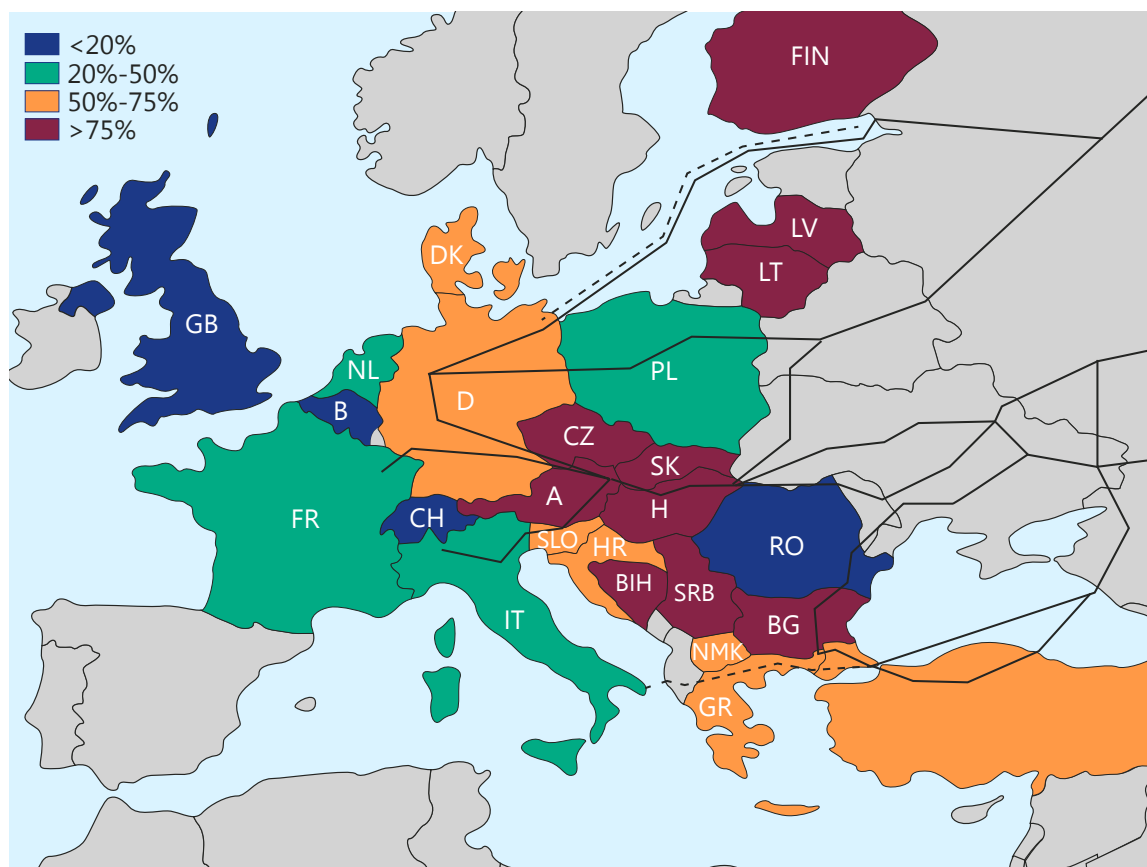 <20%
20%-50%
50%-75%
>75%
FIN
LV
LT
DK
GB
NL
PL
B
D
CZ
SK
A
H
FR
CH
RO
SLO
HR
BIH
SRB
IT
BG
NMK
GR